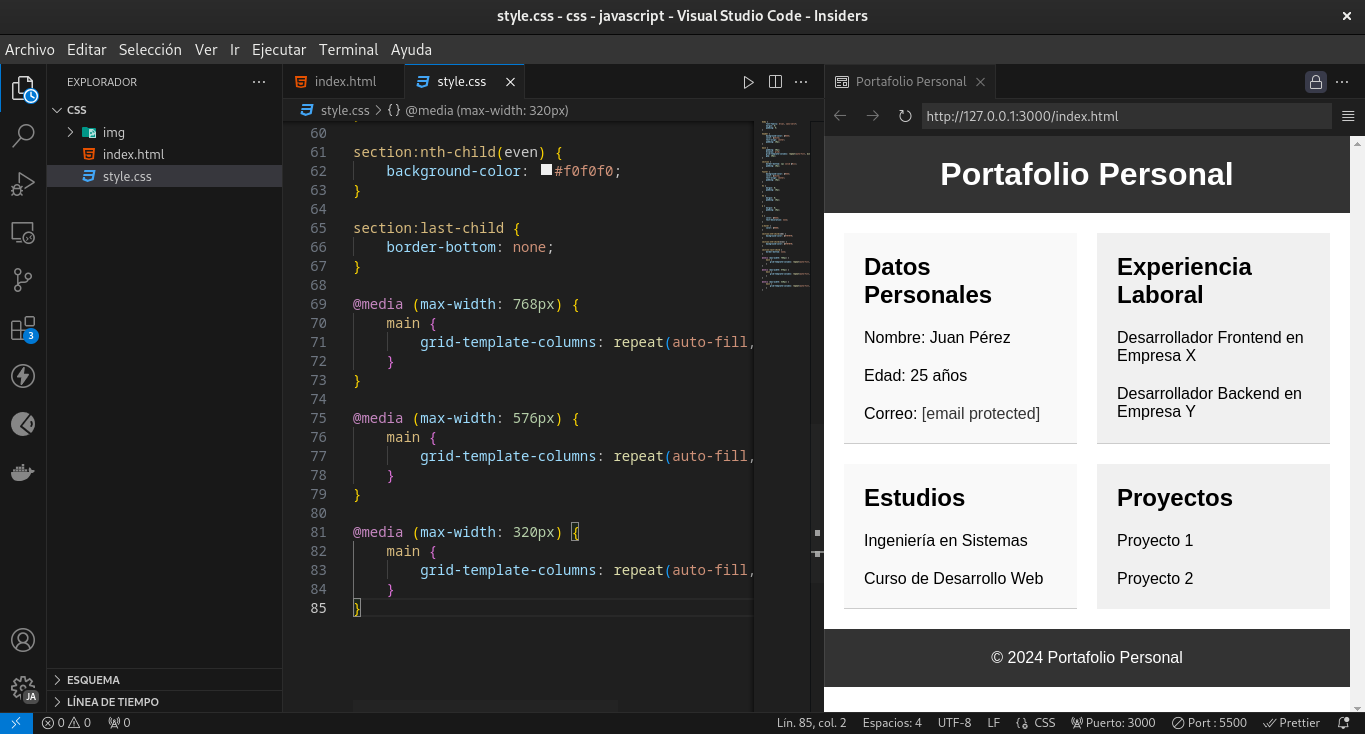 style.css - css - javascript - Visual Studio Code - Insiders
Archivo Editar Selección Ver Ir Ejecutar Terminal Ayuda
EXPLORADOR
CSS
img
index.html
style.css
ESQUEMA
LÍNEA DE TIEMPO
3
JA
index.html
style.css
style.css > {} @media (max-width: 320px)
60
61 section:nth-child(even) {
62 background-color: #f0f0f0;
63 }
64
65 section:last-child {
66 border-bottom: none;
67 }
68
69 @media (max-width: 768px) {
70 main {
71 grid-template-columns: repeat(auto-fill,
72 }
73 }
74
75 @media (max-width: 576px) {
76 main {
77 grid-template-columns: repeat(auto-fill,
78 }
79 }
80
81 @media (max-width: 320px) {
82 main {
83 grid-template-columns: repeat(auto-fill,
84 }
85 }
Portafolio Personal
http://127.0.0.1:3000/index.html
Portafolio Personal
Datos
Personales
Nombre: Juan Pérez
Edad: 25 años
Correo: [email protected]
Experiencia
Laboral
Desarrollador Frontend en
Empresa X
Desarrollador Backend en
Empresa Y
Estudios
Ingeniería en Sistemas
Curso de Desarrollo Web
Proyectos
Proyecto 1
Proyecto 2
© 2024 Portafolio Personal
0 0 0 Lín. 85, col. 2 Espacios: 4 UTF-8 LF CSS Puerto: 3000 Port : 5500 Prettier